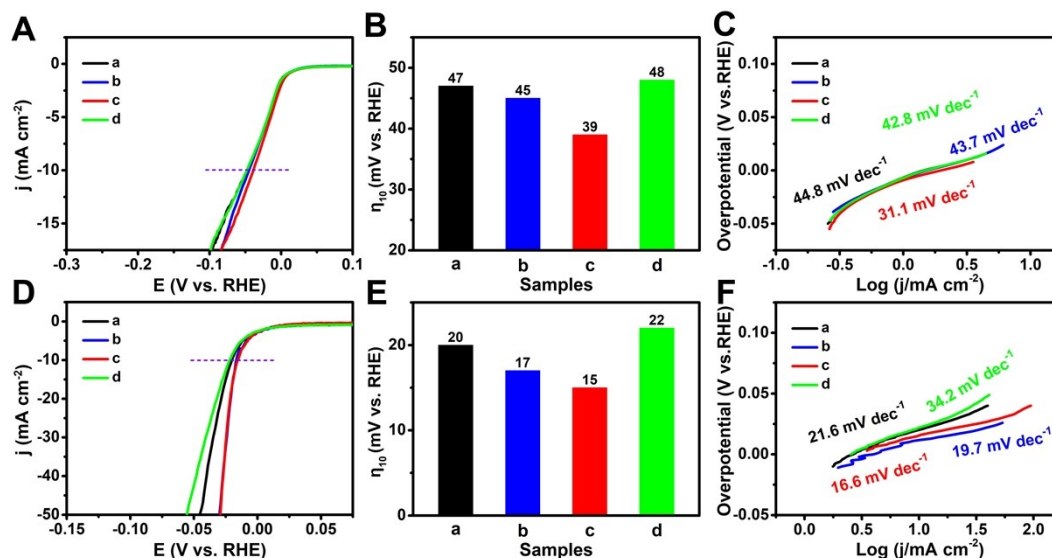 A
a
b
c
d
0
-5
-10
-15
j (mA cm⁻²)
-0.3
-0.2
-0.1
0.0
0.1
E (V vs. RHE)
B
47
45
39
48
50
40
30
20
η₁₀ (mV vs. RHE)
a
b
c
d
Samples
C
a
b
c
d
42.8 mV dec⁻¹
43.7 mV dec⁻¹
44.8 mV dec⁻¹
31.1 mV dec⁻¹
0.10
0.05
0.00
-0.05
Overpotential (V vs.RHE)
-1.0
-0.5
0.0
0.5
1.0
Log (j/mA cm⁻²)
D
a
b
c
d
0
-10
-20
-30
-40
-50
j (mA cm⁻²)
-0.15
-0.10
-0.05
0.00
0.05
E (V vs. RHE)
E
20
17
15
22
20
15
10
5
0
η₁₀ (mV vs. RHE)
a
b
c
d
Samples
F
a
b
c
d
34.2 mV dec⁻¹
21.6 mV dec⁻¹
19.7 mV dec⁻¹
16.6 mV dec⁻¹
0.10
0.05
0.00
-0.05
Overpotential (V vs.RHE)
0.0
0.5
1.0
1.5
2.0
Log (j/mA cm⁻²)